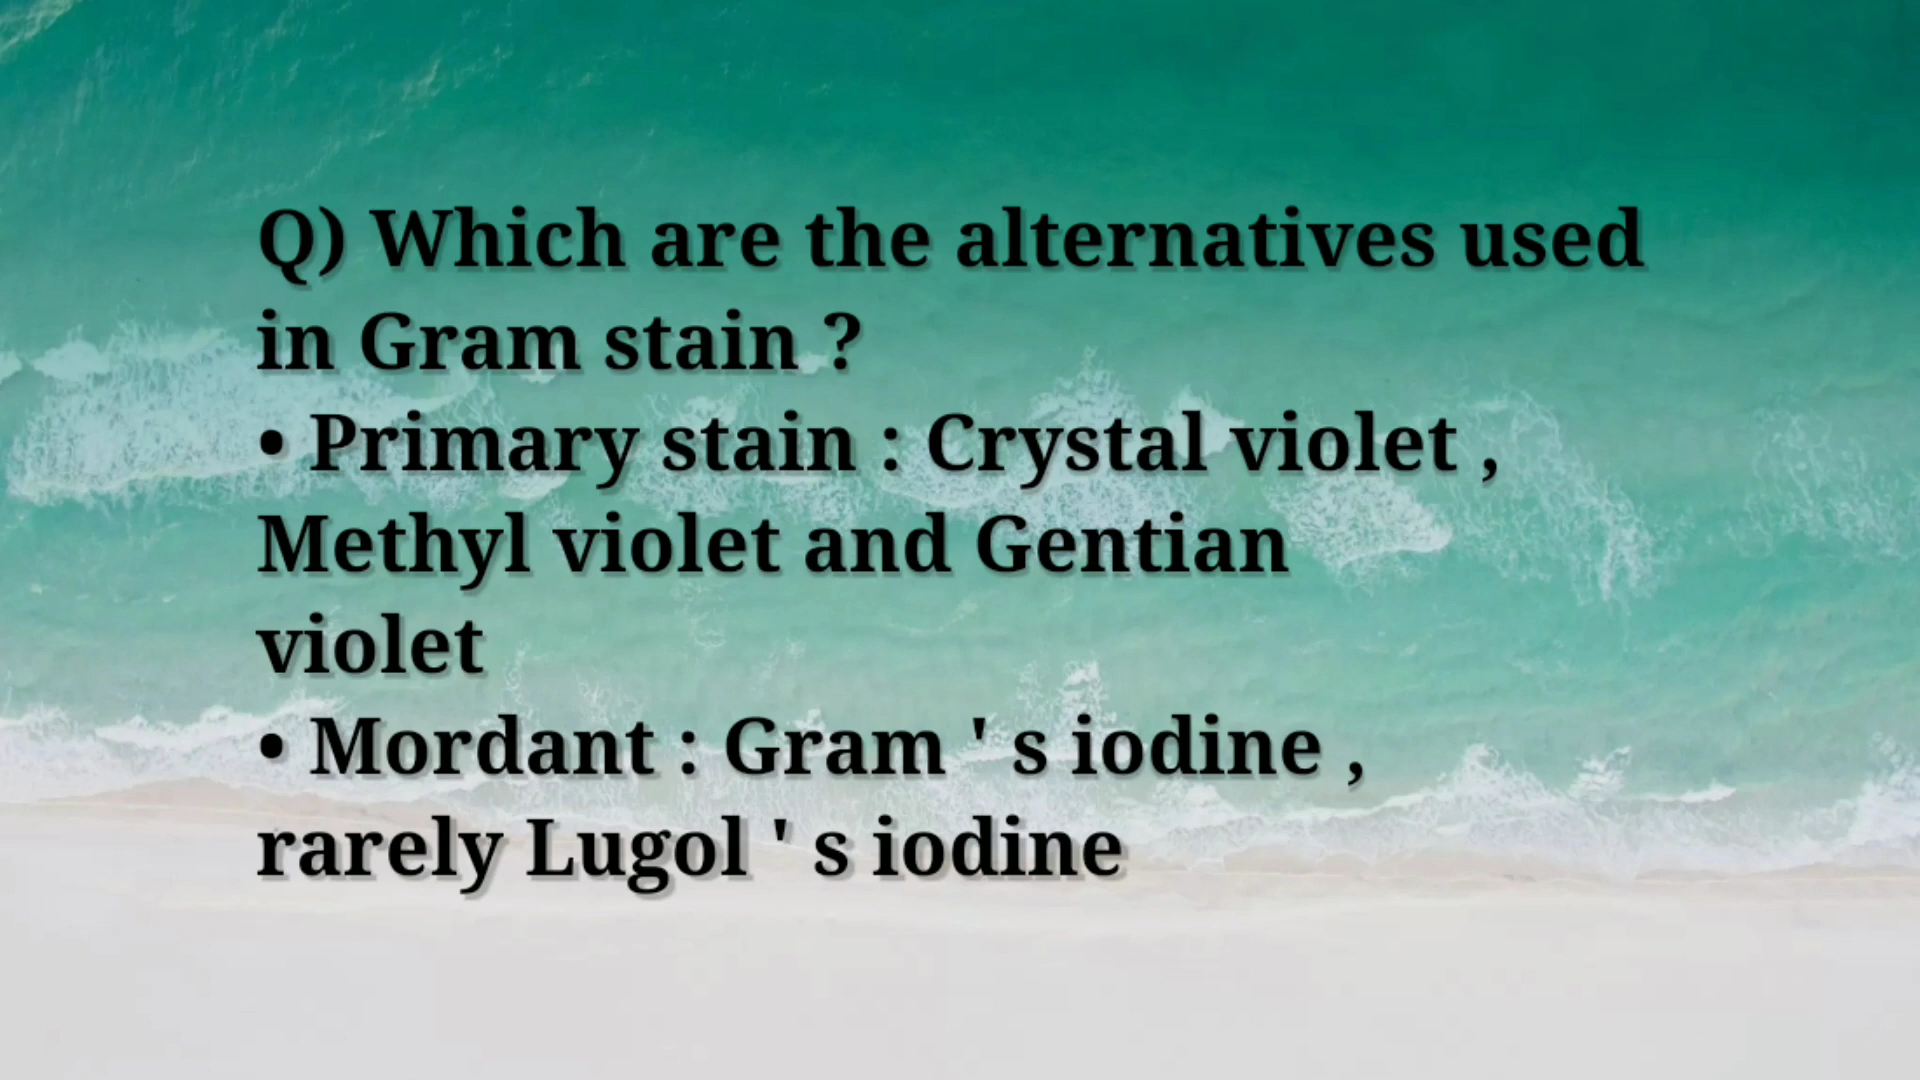 Q) Which are the alternatives used
in Gram stain ?
• Primary stain : Crystal violet ,
Methyl violet and Gentian
violet
• Mordant : Gram ' s iodine ,
rarely Lugol ' s iodine